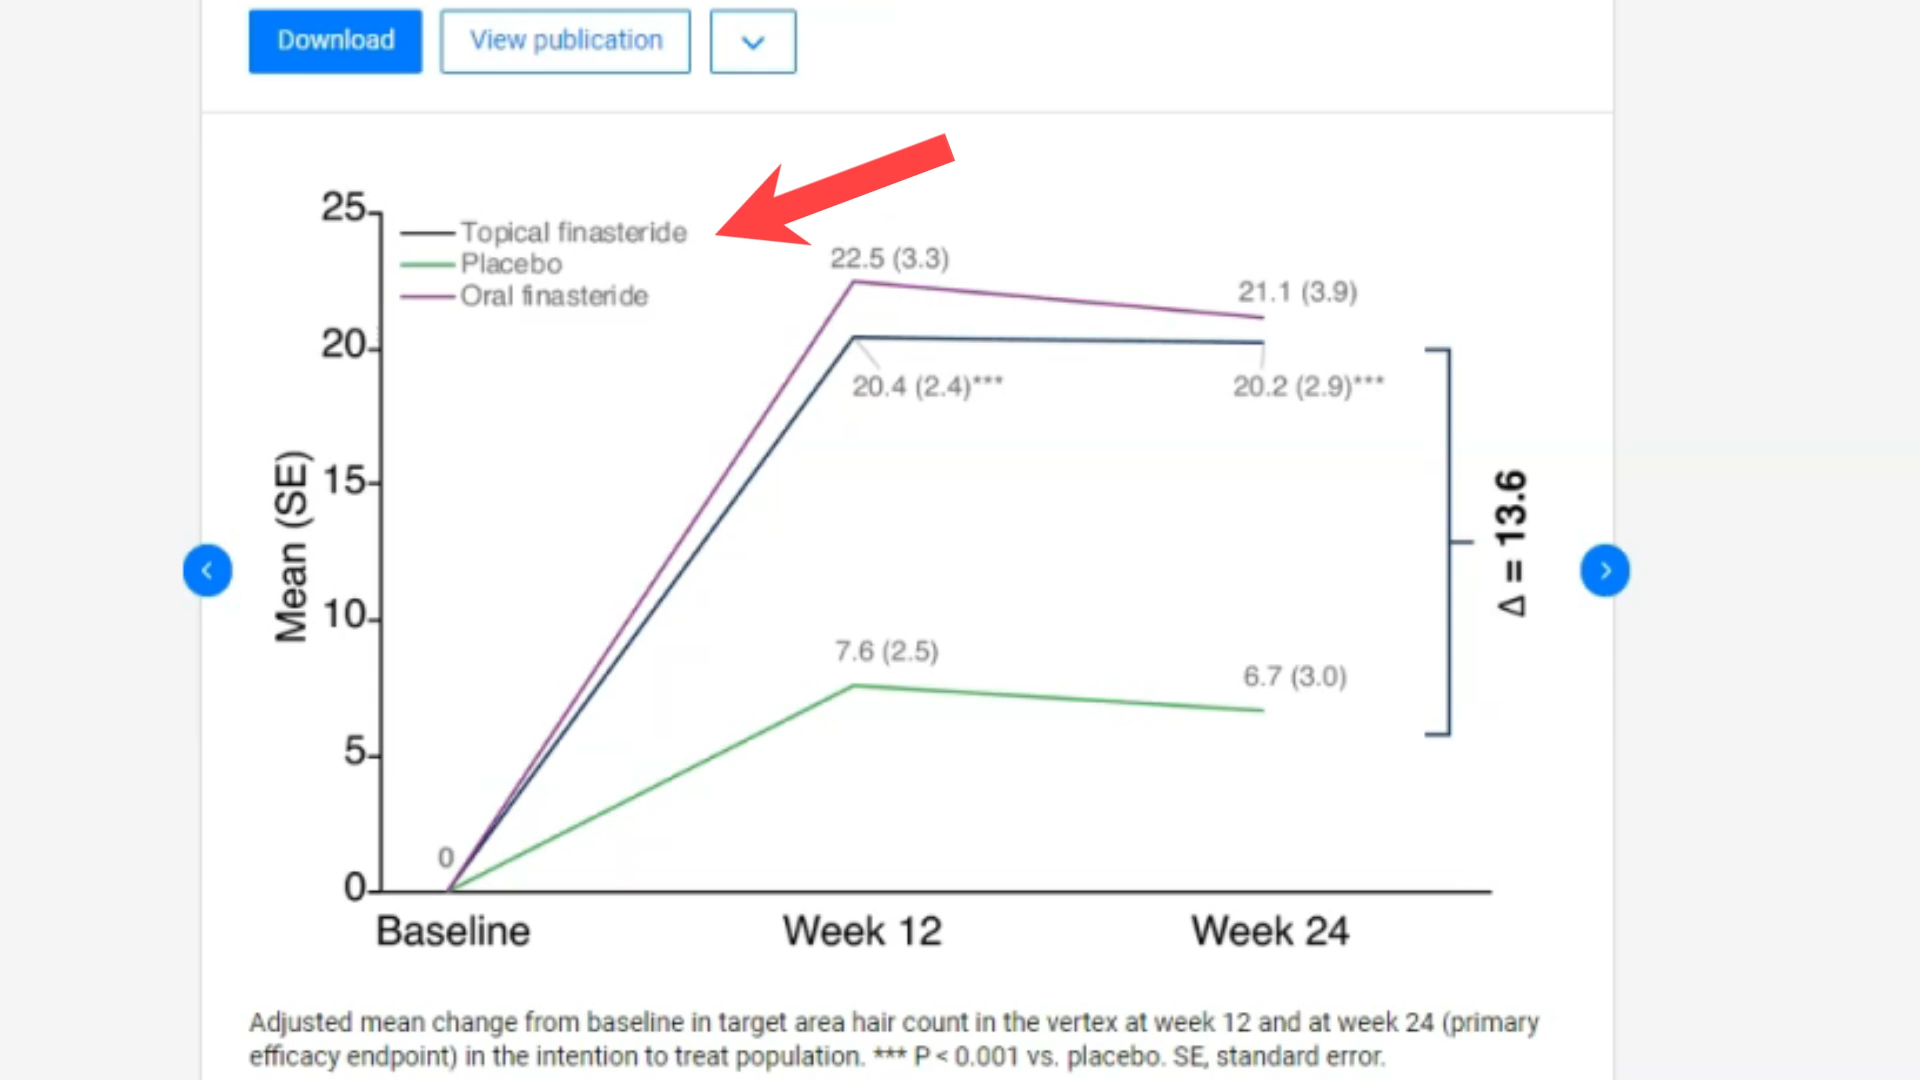 Download
View publication
25
Topical finasteride
Placebo
Oral finasteride
22.5 (3.3)
21.1 (3.9)
20
20.4 (2.4)***
20.2 (2.9)***
15
Mean (SE)
Δ = 13.6
10
7.6 (2.5)
6.7 (3.0)
5
0
0
Baseline
Week 12
Week 24
Adjusted mean change from baseline in target area hair count in the vertex at week 12 and at week 24 (primary
efficacy endpoint) in the intention to treat population. *** P < 0.001 vs. placebo. SE, standard error.